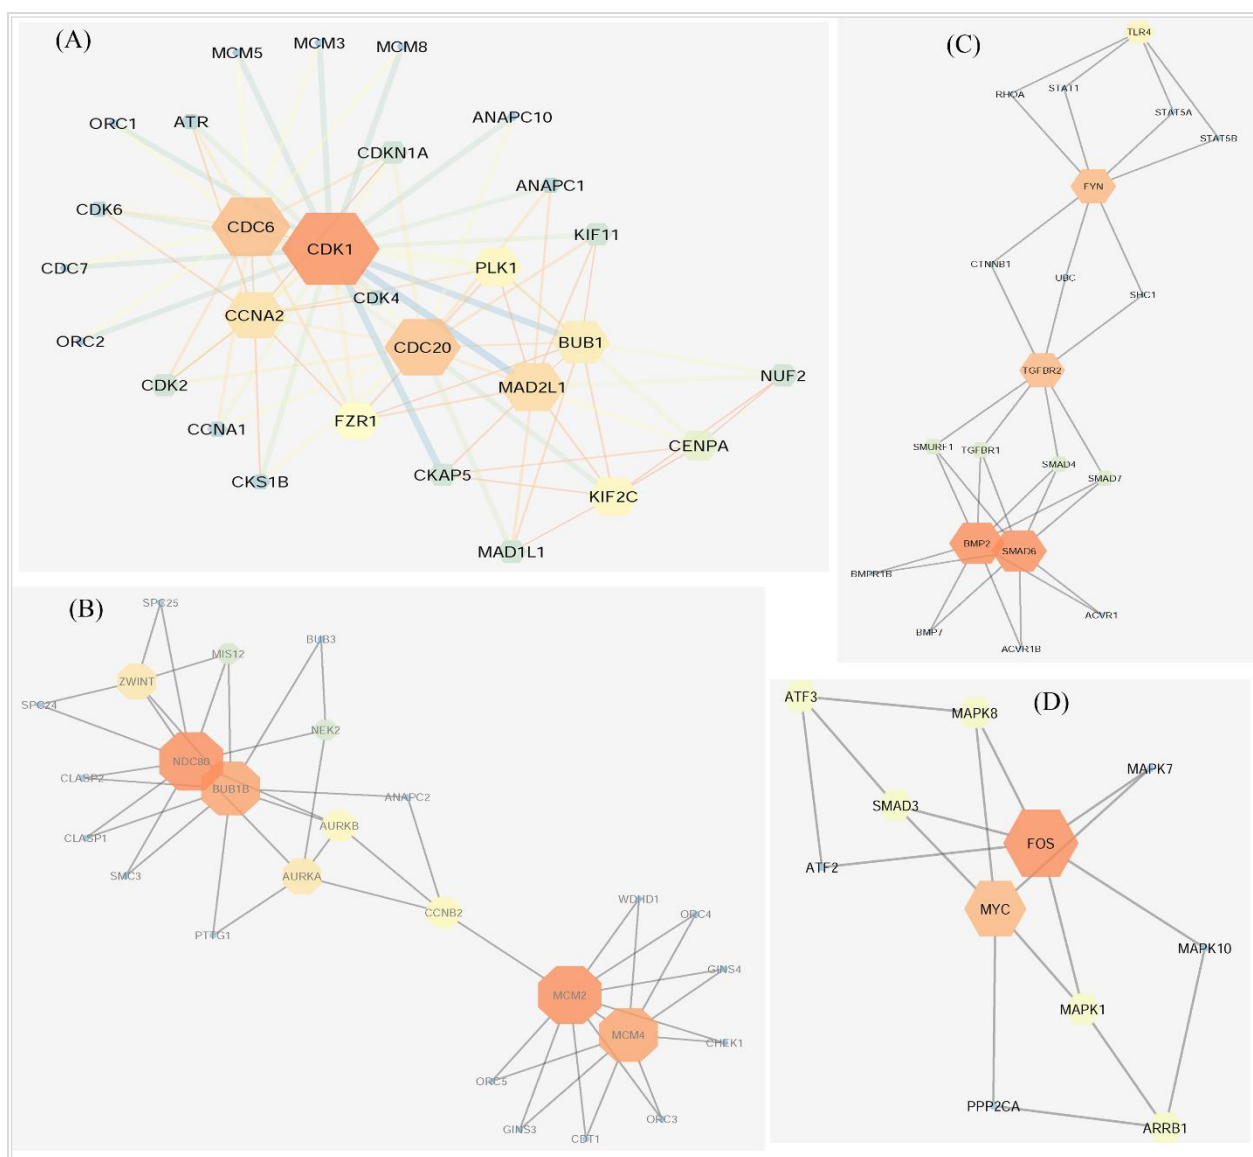 (A)
MCM5
MCM3
MCM8
ORC1
ATR
ANAPC10
CDKN1A
ANAPC1
CDK6
CDC6
CDK1
KIF11
CDC7
PLK1
CDK4
CCNA2
ORC2
CDC20
BUB1
CDK2
MAD2L1
NUF2
CCNA1
FZR1
CENPA
CKS1B
CKAP5
KIF2C
MAD1L1
(C)
TLR4
RHOA
STAT1
STAT5A
STAT5B
FYN
CTNNB1
UBC
SHC1
TGFBR2
SMURF1
TGFBR1
SMAD4
SMAD7
BMP2
SMAD6
BMPR1B
ACVR1
BMP7
ACVR1B
(B)
SPC25
BUB3
MIS12
ZWINT
SPC24
NEK2
NDC80
CLASP2
BUB1B
ANAPC2
CLASP1
AURKB
SMC3
AURKA
CCNB2
PTTG1
WDHD1
ORC4
GINS4
MCM2
MCM4
CHEK1
ORC5
GINS3
CDT1
ORC3
(D)
ATF3
MAPK8
MAPK7
SMAD3
FOS
ATF2
MYC
MAPK10
MAPK1
PPP2CA
ARRB1